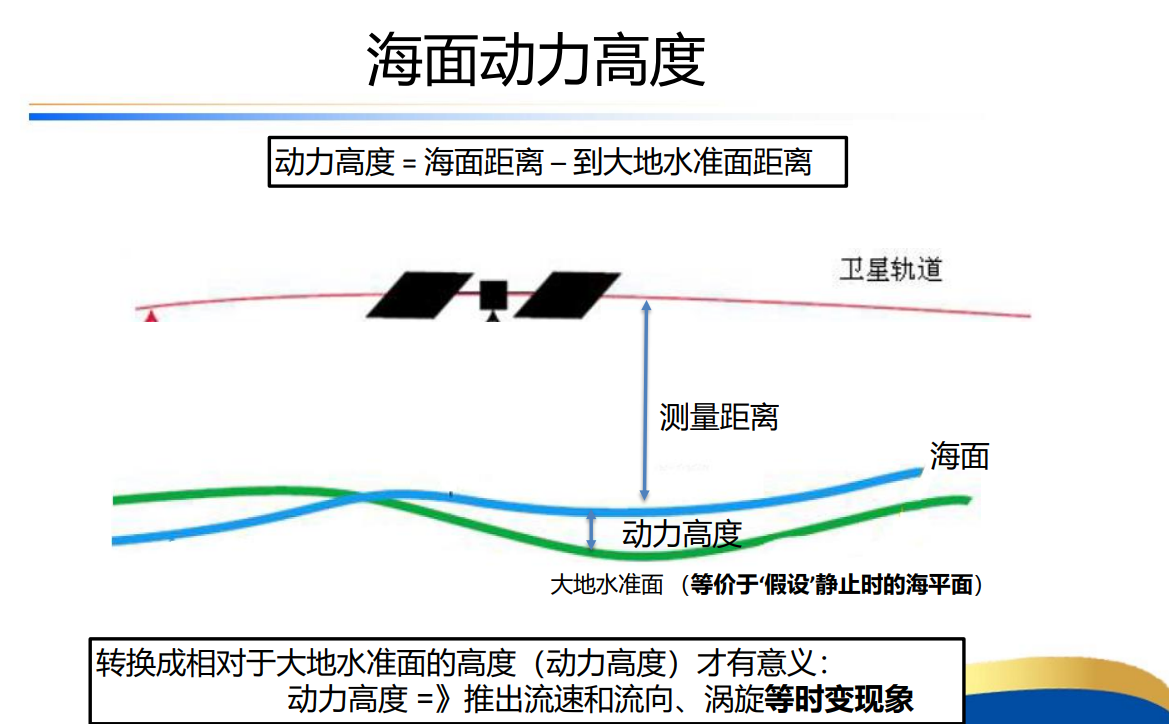 海面动力高度
动力高度 = 海面距离 – 到大地水准面距离
卫星轨道
测量距离
海面
动力高度
大地水准面 （等价于‘假设’静止时的海平面）
转换成相对于大地水准面的高度（动力高度）才有意义：
动力高度 =》推出流速和流向、涡旋等时变现象